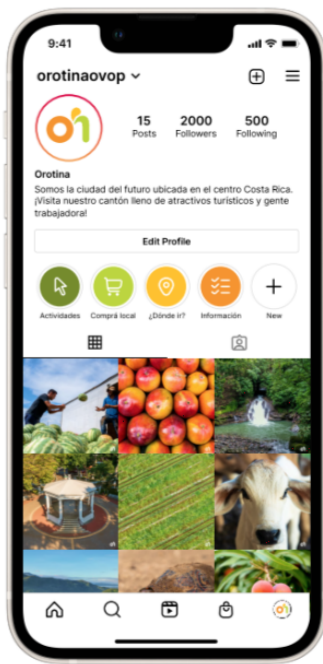 9:41
orotinaovop
15 2000 500
Posts Followers Following
Orotina
Somos la ciudad del futuro ubicada en el centro Costa Rica.
¡Visita nuestro cantón lleno de atractivos turísticos y gente
trabajadora!
Edit Profile
Actividades Comprá local ¿Dónde ir? Información New